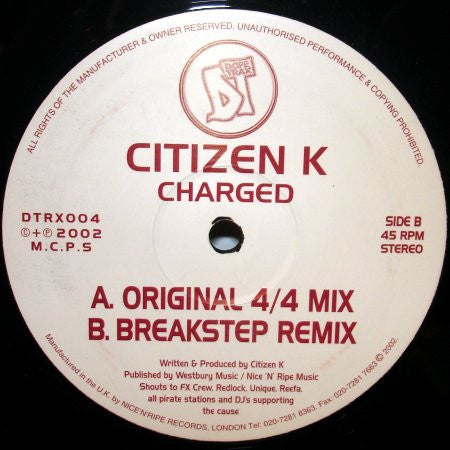 ALL RIGHTS OF THE MANUFACTURER & OWNER RESERVED. UNAUTHORISED PERFORMANCE & COPYING PROHIBITED.
DOPE
TRAX
DT
CITIZEN K
CHARGED
DTRX004
©+℗ 2002
M.C.P.S
SIDE B
45 RPM
STEREO
A. ORIGINAL 4/4 MIX
B. BREAKSTEP REMIX
Written & Produced by Citizen K
Published by Westbury Music / Nice 'N' Ripe Music
Shouts to FX Crew. Redlock. Unique. Reefa.
all pirate stations and DJ's supporting
the cause
Manufactured in the U.K. by NICE'N'RIPE RECORDS, LONDON Tel: 020-7281 8363. Fax: 020-7281 7663 © 2002.